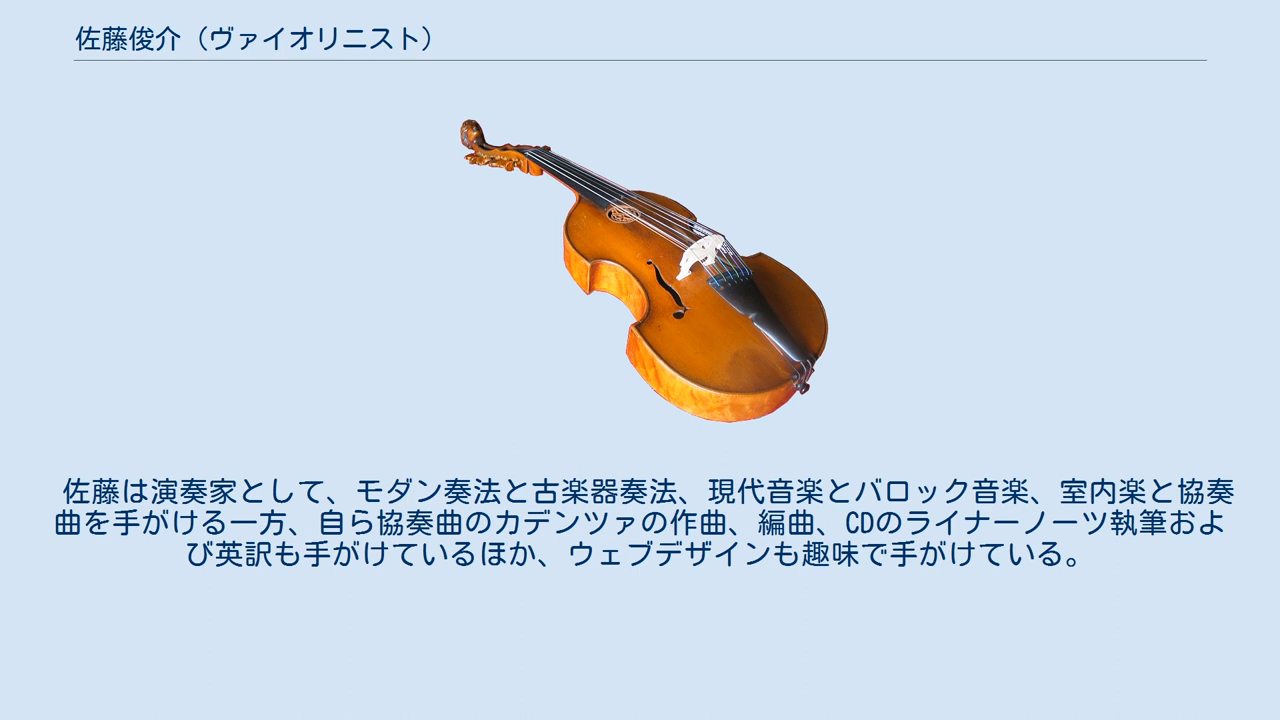 佐藤俊介（ヴァイオリニスト）
佐藤は演奏家として、モダン奏法と古楽器奏法、現代音楽とバロック音楽、室内楽と協奏
曲を手がける一方、自ら協奏曲のカデンツァの作曲、編曲、CDのライナーノーツ執筆およ
び英訳も手がけているほか、ウェブデザインも趣味で手がけている。